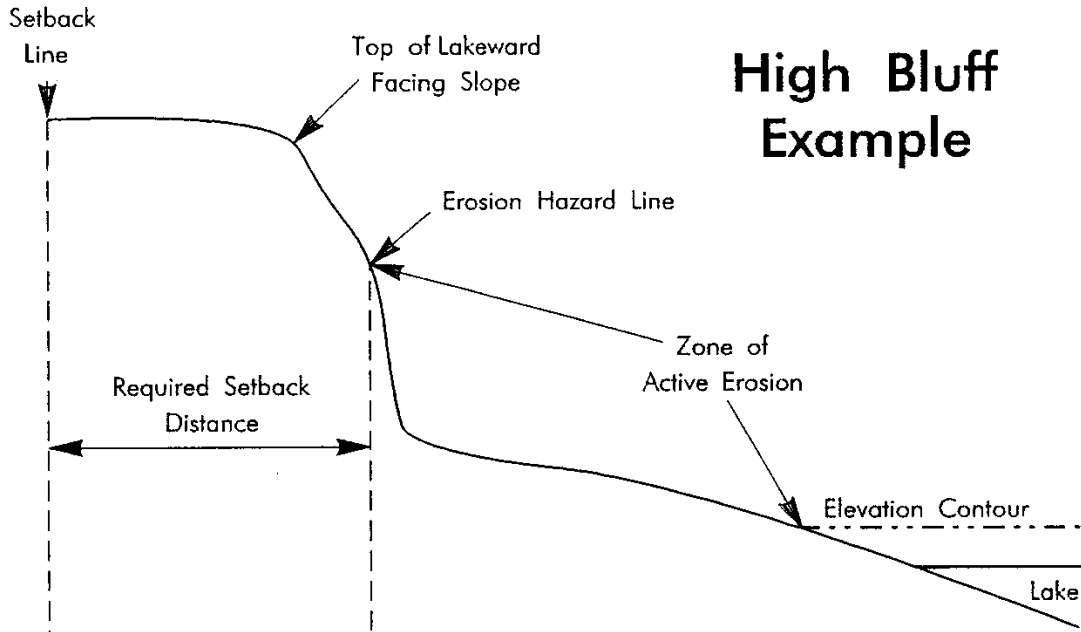 Setback
Line
Top of Lakeward
Facing Slope
High Bluff
Example
Erosion Hazard Line
Zone of
Active Erosion
Required Setback
Distance
Elevation Contour
Lake